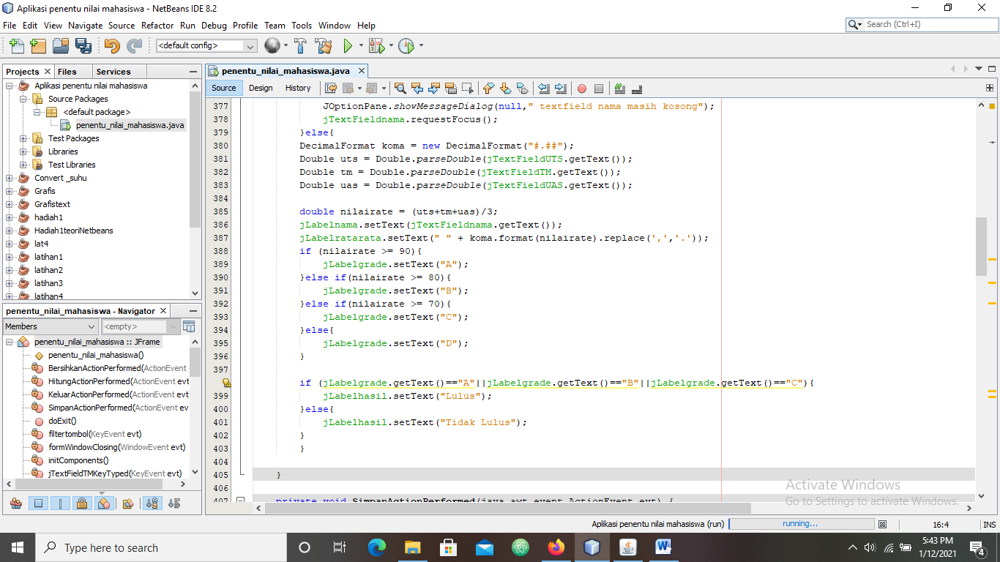 Aplikasi penentu nilai mahasiswa - NetBeans IDE 8.2
File Edit View Navigate Source Refactor Run Debug Profile Team Tools Window Help
Search (Ctrl+I)
<default config>
Projects Files Services
Aplikasi penentu nilai mahasiswa
Source Packages
<default package>
penentu_nilai_mahasiswa.java
Test Packages
Libraries
Test Libraries
Convert _suhu
Grafis
Grafistext
hadiah1
Hadiah1teoriNetbeans
lat4
latihan1
latihan2
latihan3
latihan4
penentu_nilai_mahasiswa - Navigator
Members <empty>
penentu_nilai_mahasiswa :: JFrame
penentu_nilai_mahasiswa()
BersihkanActionPerformed(ActionEvent
HitungActionPerformed(ActionEvent evt
KeluarActionPerformed(ActionEvent evt
SimpanActionPerformed(ActionEvent ev
doExit()
filtertombol(KeyEvent evt)
formWindowClosing(WindowEvent evt)
initComponents()
jTextFieldTMKeyTyped(KeyEvent evt)
penentu_nilai_mahasiswa.java
Source Design History
377 JOptionPane.showMessageDialog(null," textfield nama masih kosong");
378 jTextFieldnama.requestFocus();
379 }else{
380 DecimalFormat koma = new DecimalFormat("#.##");
381 Double uts = Double.parseDouble(jTextFieldUTS.getText());
382 Double tm = Double.parseDouble(jTextFieldTM.getText());
383 Double uas = Double.parseDouble(jTextFieldUAS.getText());
384
385 double nilairate = (uts+tm+uas)/3;
386 jLabelnama.setText(jTextFieldnama.getText());
387 jLabelratarata.setText(" " + koma.format(nilairate).replace(',','.'));
388 if (nilairate >= 90){
389 jLabelgrade.setText("A");
390 }else if(nilairate >= 80){
391 jLabelgrade.setText("B");
392 }else if(nilairate >= 70){
393 jLabelgrade.setText("C");
394 }else{
395 jLabelgrade.setText("D");
396 }
397
if (jLabelgrade.getText()=="A"||jLabelgrade.getText()=="B"||jLabelgrade.getText()=="C"){
399 jLabelhasil.setText("Lulus");
400 }else{
401 jLabelhasil.setText("Tidak Lulus");
402 }
403 }
404
405 }
406
407 private void SimpanActionPerformed(java.awt.event.ActionEvent evt) {
Activate Windows
Go to Settings to activate Windows.
Aplikasi penentu nilai mahasiswa (run) running... 16:4 INS
Type here to search
5:43 PM
1/12/2021
4